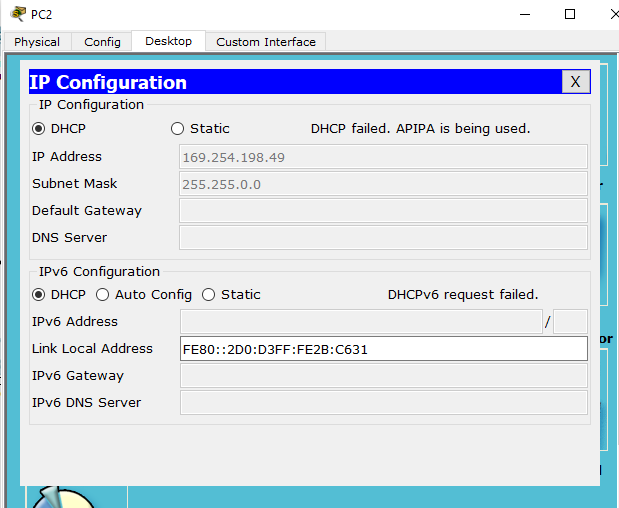 PC2
Physical Config Desktop Custom Interface
IP Configuration X
IP Configuration
DHCP Static DHCP failed. APIPA is being used.
IP Address 169.254.198.49
Subnet Mask 255.255.0.0
Default Gateway
DNS Server
IPv6 Configuration
DHCP Auto Config Static DHCPv6 request failed.
IPv6 Address /
Link Local Address FE80::2D0:D3FF:FE2B:C631
IPv6 Gateway
IPv6 DNS Server